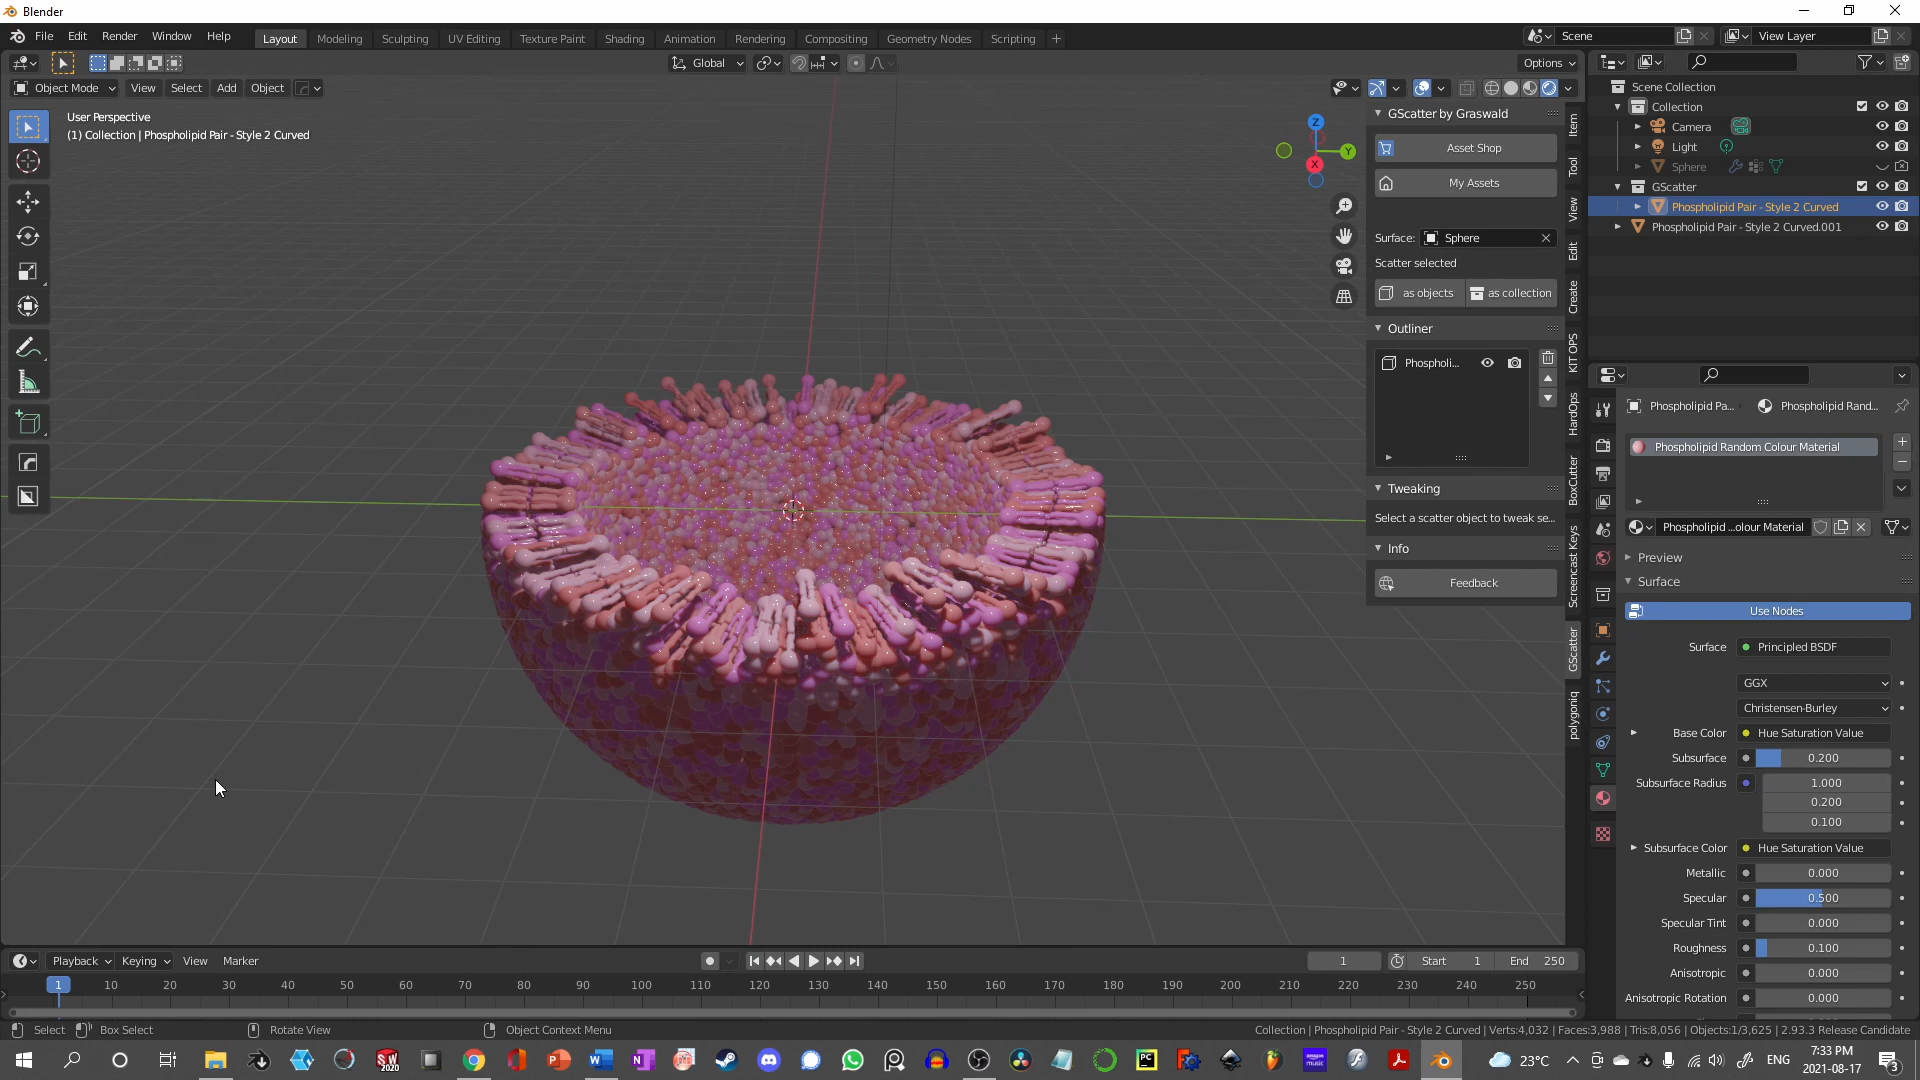 Blender
File Edit Render Window Help
Layout Modeling Sculpting UV Editing Texture Paint Shading Animation Rendering Compositing Geometry Nodes Scripting +
Scene
View Layer
Global
Options
Object Mode View Select Add Object
User Perspective
(1) Collection | Phospholipid Pair - Style 2 Curved
Z
Y
X
GScatter by Graswald
Asset Shop
My Assets
Surface: Sphere
Scatter selected
as objects as collection
Outliner
Phospholi...
Tweaking
Select a scatter object to tweak se...
Info
Feedback
Item
Tool
View
Edit
Create
KIT OPS
HardOps
BoxCutter
Screencast Keys
GScatter
polygoniq
Scene Collection
Collection
Camera
Light
Sphere
GScatter
Phospholipid Pair - Style 2 Curved
Phospholipid Pair - Style 2 Curved.001
Phospholipid Pa... Phospholipid Rand...
Phospholipid Random Colour Material
Phospholipid ...olour Material
Preview
Surface
Use Nodes
Surface Principled BSDF
GGX
Christensen-Burley
Base Color Hue Saturation Value
Subsurface 0.200
Subsurface Radius 1.000
0.200
0.100
Subsurface Color Hue Saturation Value
Metallic 0.000
Specular 0.500
Specular Tint 0.000
Roughness 0.100
Anisotropic 0.000
Anisotropic Rotation 0.000
Playback Keying View Marker
1 Start 1 End 250
1 10 20 30 40 50 60 70 80 90 100 110 120 130 140 150 160 170 180 190 200 210 220 230 240 250
Select Box Select Rotate View Object Context Menu
Collection | Phospholipid Pair - Style 2 Curved | Verts:4,032 | Faces:3,988 | Tris:8,056 | Objects:1/3,625 | 2.93.3 Release Candidate
SW 2020
PC
amazon music
23°C
ENG
7:33 PM
2021-08-17
3